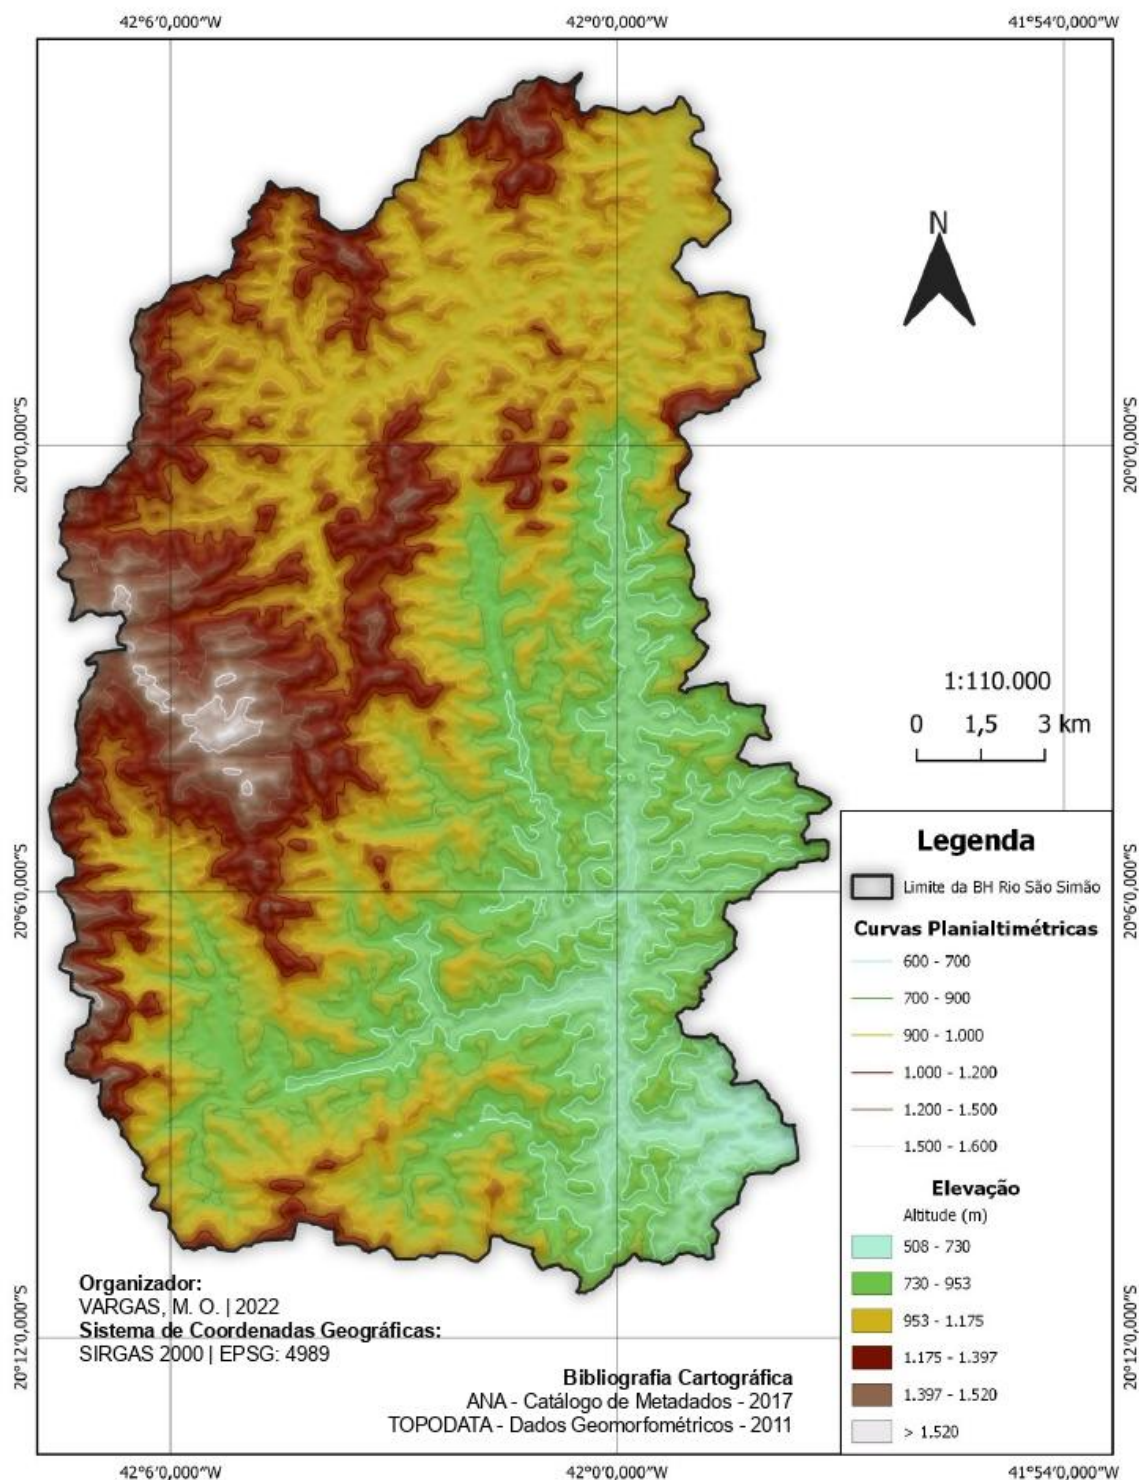 42°6′0,000″W 42°0′0,000″W 41°54′0,000″W
N
20°0′0,000″S 20°0′0,000″S
1:110.000
0 1,5 3 km
Legenda
Limite da BH Rio São Simão
20°6′0,000″S 20°6′0,000″S
Curvas Planialtimétricas
600 - 700
700 - 900
900 - 1.000
1.000 - 1.200
1.200 - 1.500
1.500 - 1.600
Elevação
Altitude (m)
508 - 730
730 - 953
953 - 1.175
1.175 - 1.397
1.397 - 1.520
> 1.520
Organizador:
VARGAS, M. O. | 2022
Sistema de Coordenadas Geográficas:
SIRGAS 2000 | EPSG: 4989
20°12′0,000″S 20°12′0,000″S
Bibliografia Cartográfica
ANA - Catálogo de Metadados - 2017
TOPODATA - Dados Geomorfométricos - 2011
42°6′0,000″W 42°0′0,000″W 41°54′0,000″W